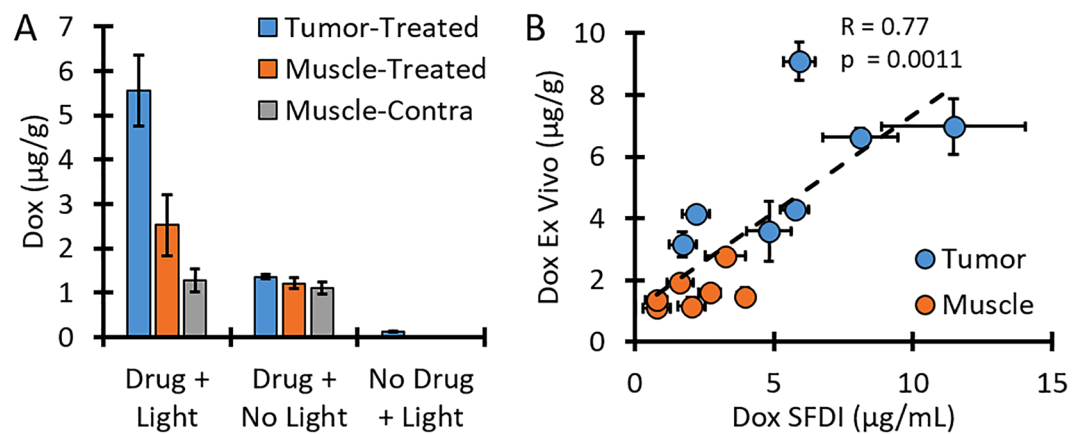 A
7
6
5
4
3
2
1
0
Dox (µg/g)
Tumor-Treated
Muscle-Treated
Muscle-Contra
Drug +
Light
Drug +
No Light
No Drug
+ Light
B
10
8
6
4
2
0
Dox Ex Vivo (µg/g)
R = 0.77
p = 0.0011
Tumor
Muscle
0
5
10
15
Dox SFDI (µg/mL)